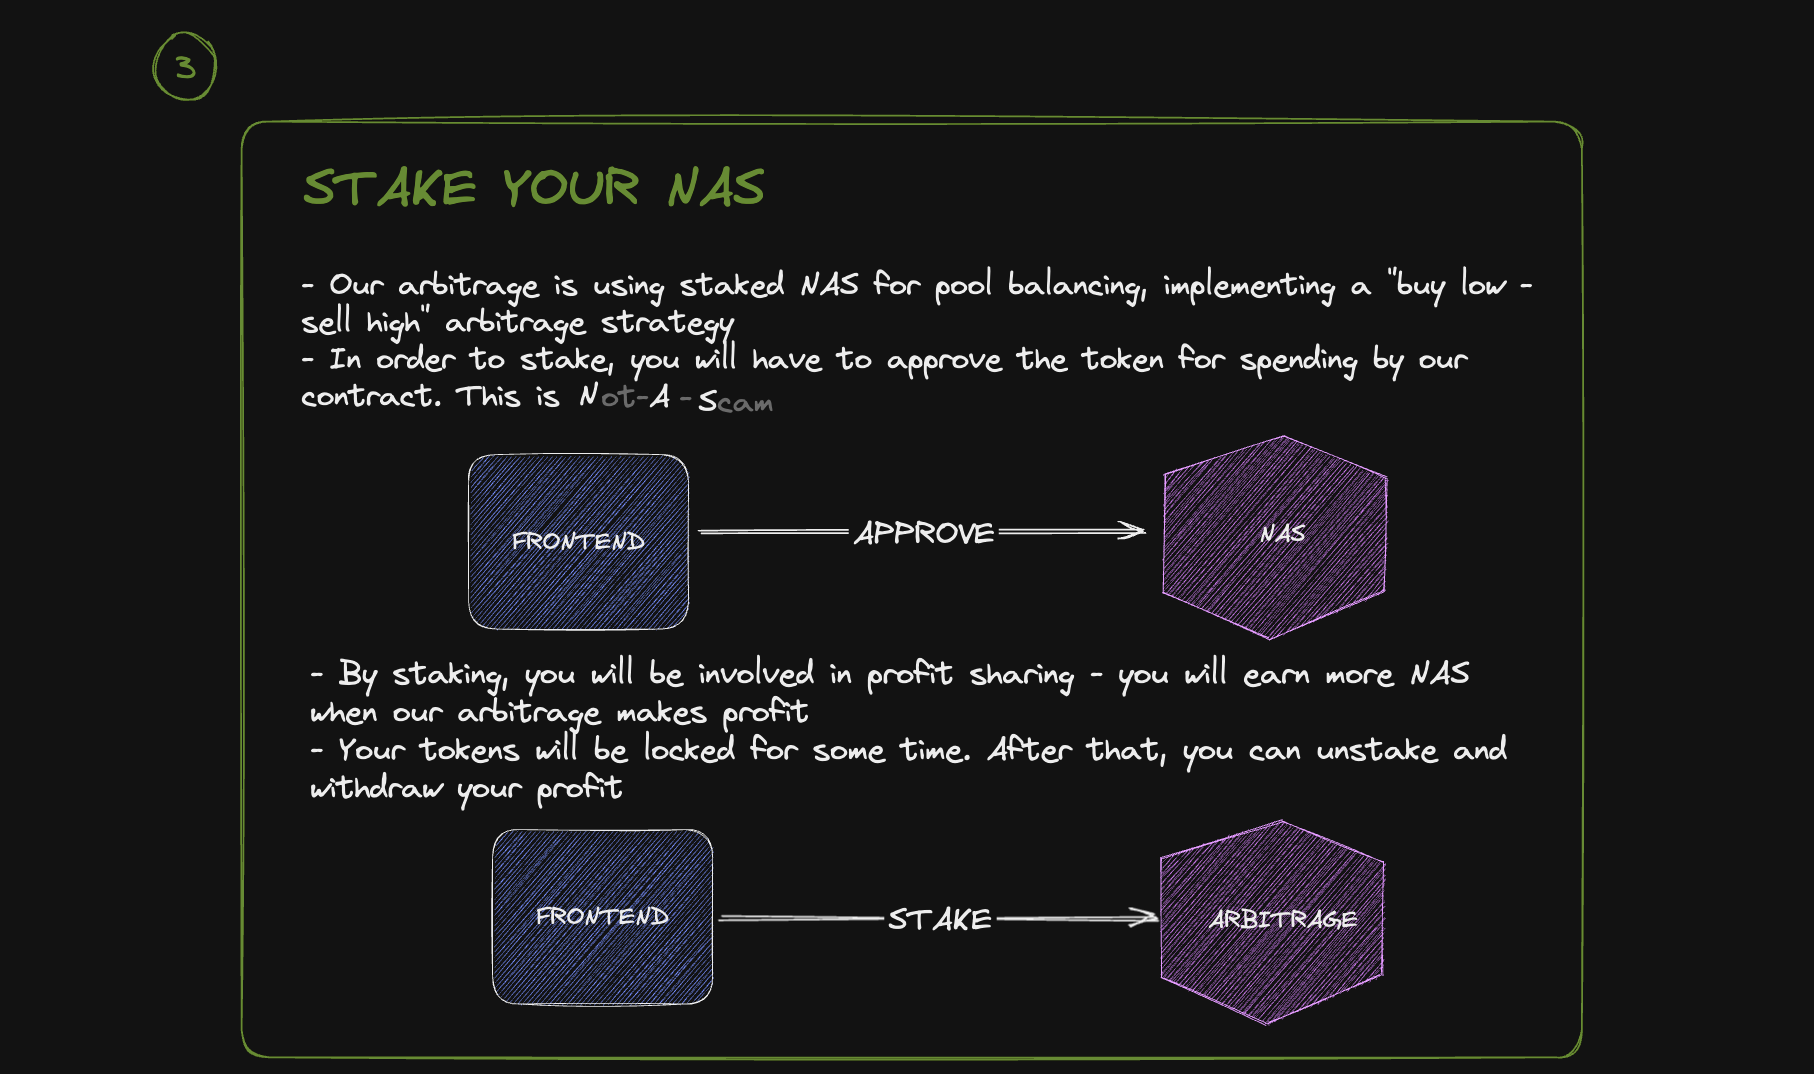 3
STAKE YOUR NAS
- Our arbitrage is using staked NAS for pool balancing, implementing a "buy low -
sell high" arbitrage strategy
- In order to stake, you will have to approve the token for spending by our
contract. This is Not-A-Scam
FRONTEND
APPROVE
NAS
- By staking, you will be involved in profit sharing - you will earn more NAS
when our arbitrage makes profit
- Your tokens will be locked for some time. After that, you can unstake and
withdraw your profit
FRONTEND
STAKE
ARBITRAGE